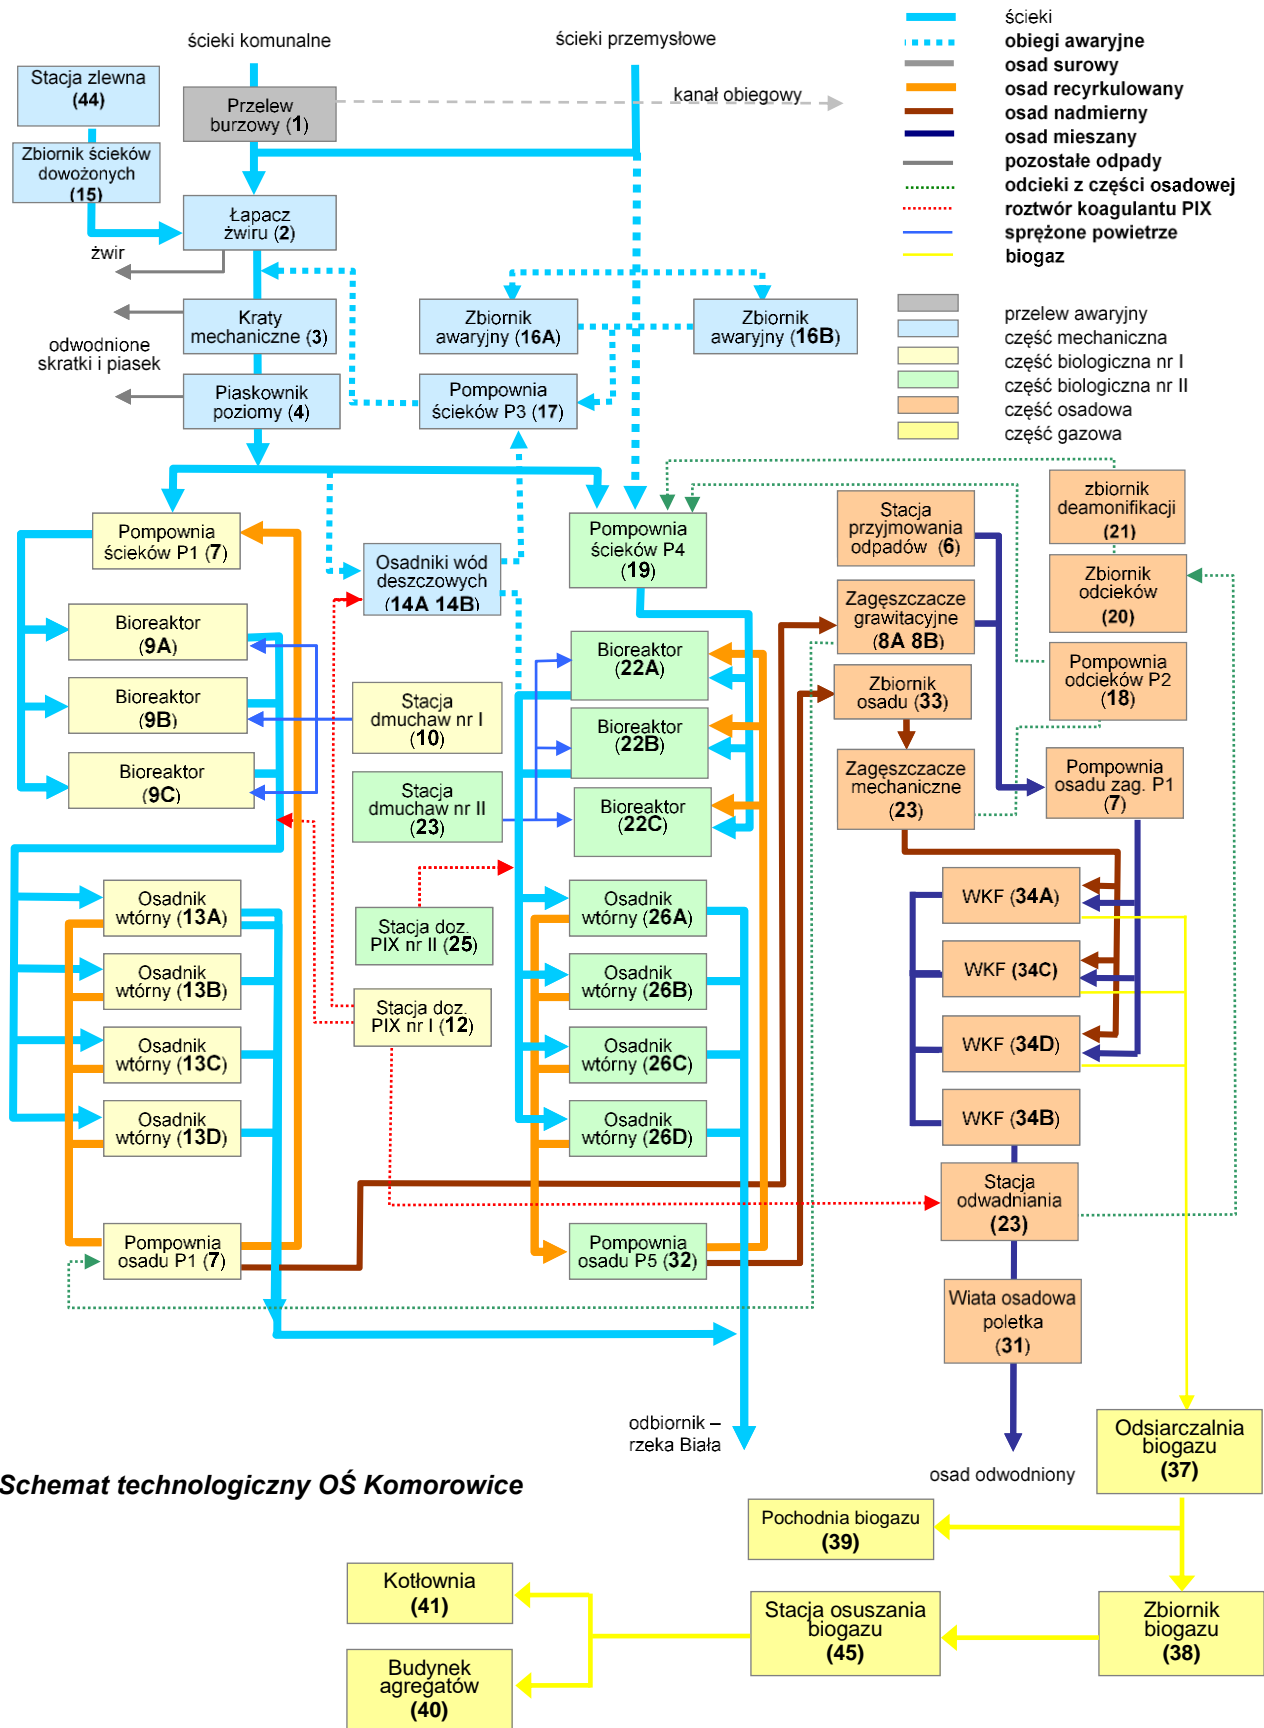 ścieki komunalne
ścieki przemysłowe
ścieki
obiegi awaryjne
osad surowy
osad recyrkulowany
osad nadmierny
osad mieszany
pozostałe odpady
odcieki z części osadowej
roztwór koagulantu PIX
sprężone powietrze
biogaz
przelew awaryjny
część mechaniczna
część biologiczna nr I
część biologiczna nr II
część osadowa
część gazowa
Stacja zlewna
(44)
Przelew
burzowy (1)
kanał obiegowy
Zbiornik ścieków
dowożonych
(15)
Łapacz
żwiru (2)
żwir
Kraty
mechaniczne (3)
odwodnione
skratki i piasek
Piaskownik
poziomy (4)
Zbiornik
awaryjny (16A)
Zbiornik
awaryjny (16B)
Pompownia
ścieków P3 (17)
Pompownia
ścieków P1 (7)
Osadniki wód
deszczowych
(14A 14B)
Pompownia
ścieków P4
(19)
Stacja
przyjmowania
odpadów (6)
zbiornik
deamonifikacji
(21)
Zbiornik
odcieków
(20)
Zagęszczacze
grawitacyjne
(8A 8B)
Pompownia
odcieków P2
(18)
Zbiornik
osadu (33)
Zagęszczacze
mechaniczne
(23)
Pompownia
osadu zag. P1
(7)
Bioreaktor
(9A)
Bioreaktor
(9B)
Bioreaktor
(9C)
Stacja
dmuchaw nr I
(10)
Stacja
dmuchaw nr II
(23)
Bioreaktor
(22A)
Bioreaktor
(22B)
Bioreaktor
(22C)
Osadnik
wtórny (13A)
Osadnik
wtórny (13B)
Osadnik
wtórny (13C)
Osadnik
wtórny (13D)
Stacja doz.
PIX nr II (25)
Stacja doz.
PIX nr I (12)
Osadnik
wtórny (26A)
Osadnik
wtórny (26B)
Osadnik
wtórny (26C)
Osadnik
wtórny (26D)
WKF (34A)
WKF (34C)
WKF (34D)
WKF (34B)
Stacja
odwadniania
(23)
Pompownia
osadu P1 (7)
Pompownia
osadu P5 (32)
Wiata osadowa
poletka
(31)
odbiornik –
rzeka Biała
osad odwodniony
Schemat technologiczny OŚ Komorowice
Odsiarczalnia
biogazu
(37)
Pochodnia biogazu
(39)
Kotłownia
(41)
Stacja osuszania
biogazu
(45)
Zbiornik
biogazu
(38)
Budynek
agregatów
(40)